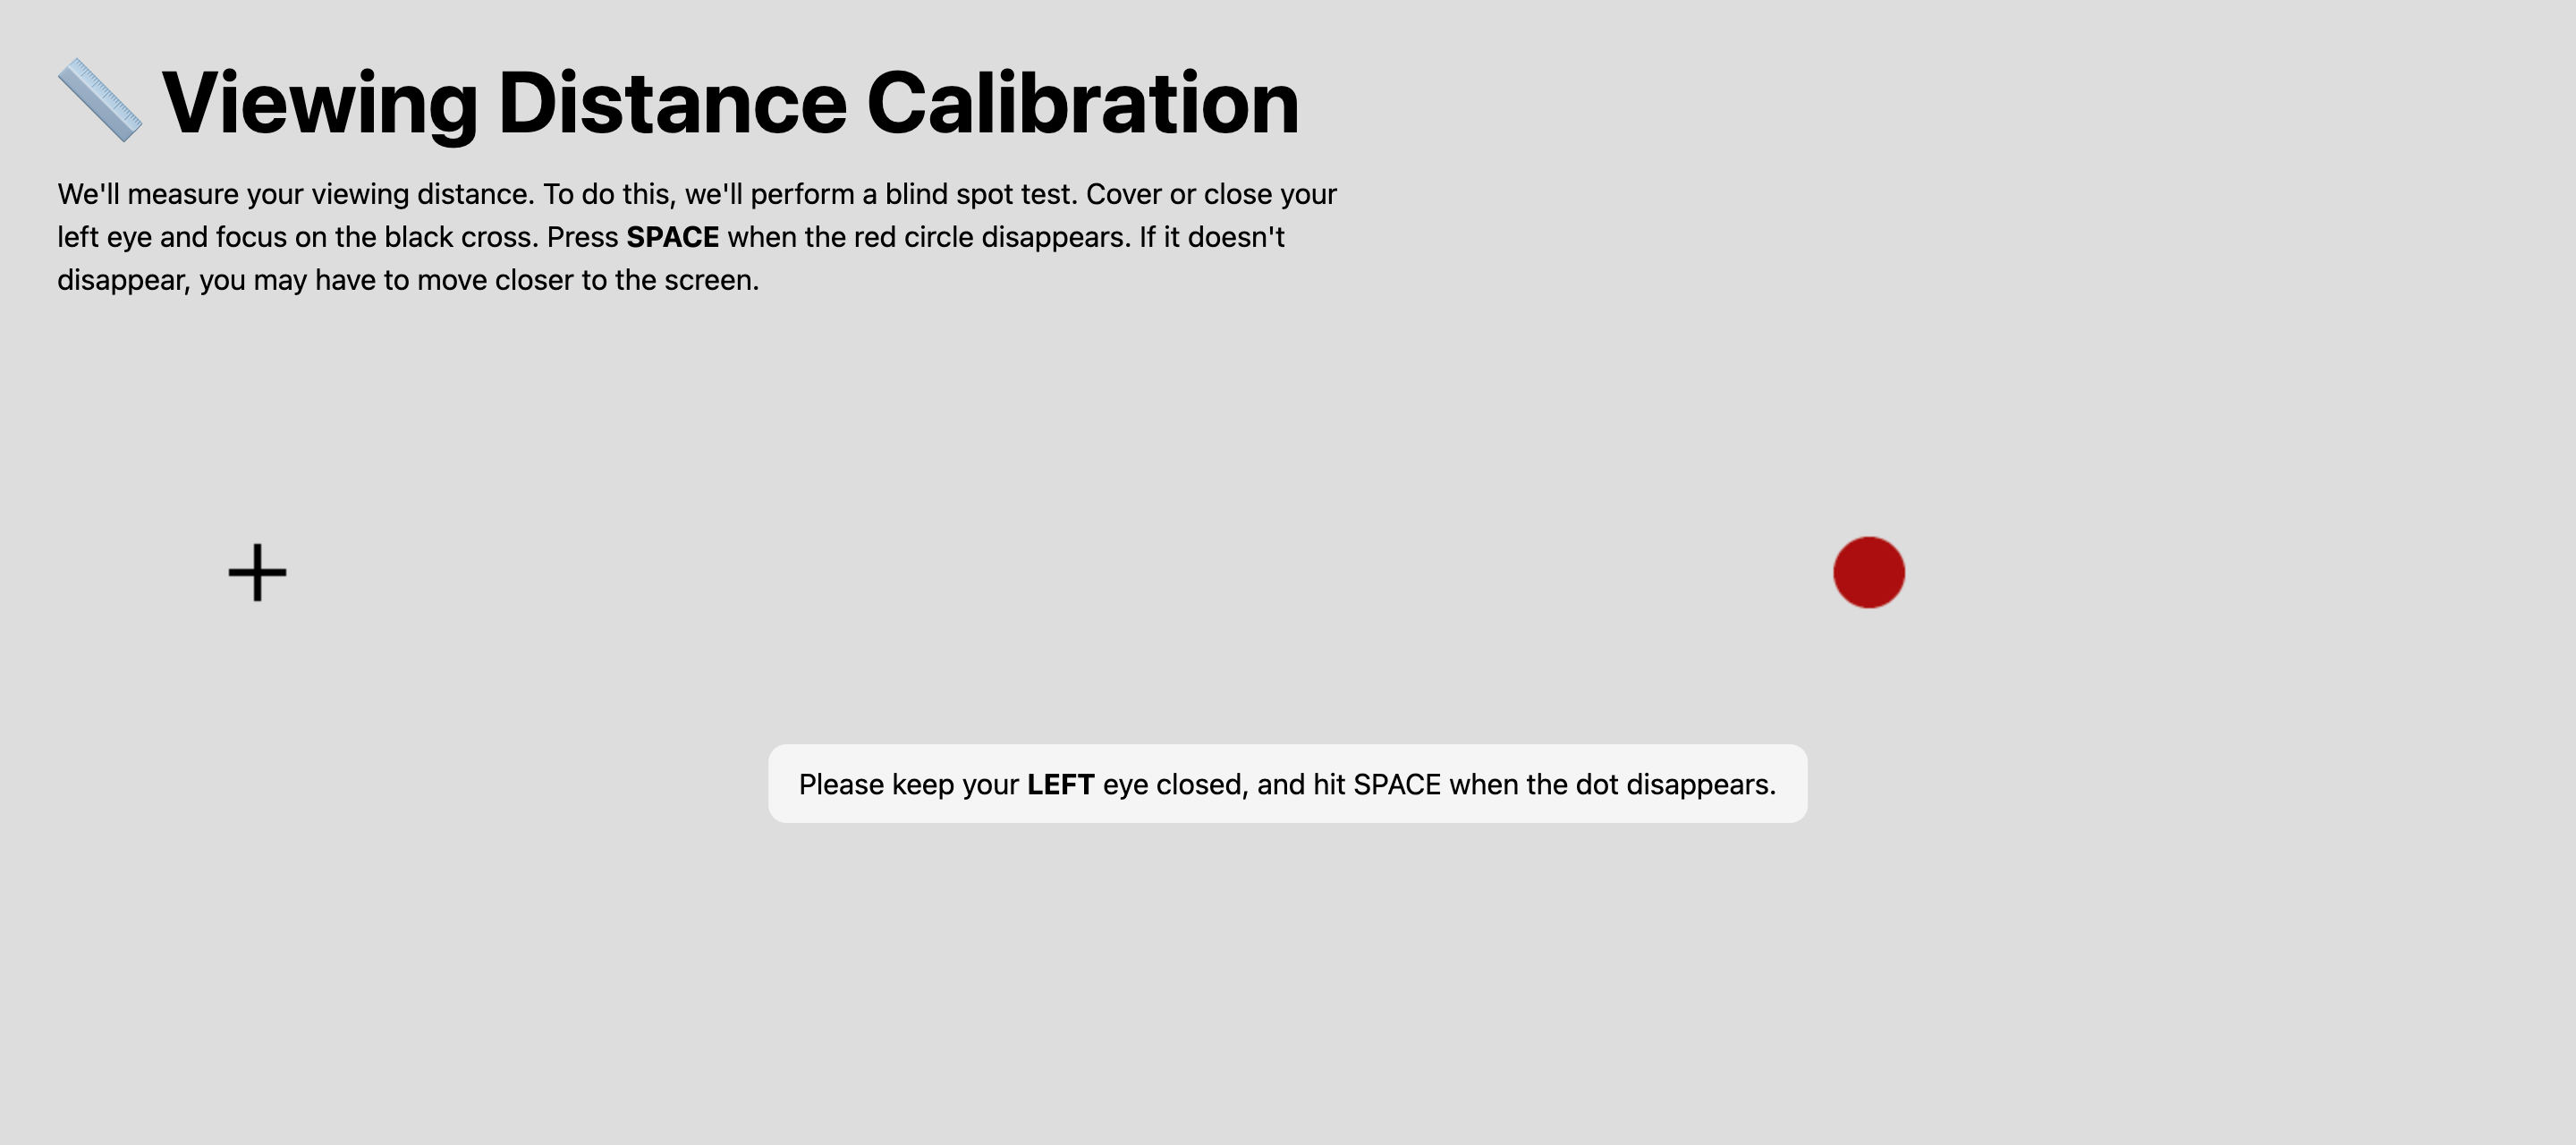 Viewing Distance Calibration
We'll measure your viewing distance. To do this, we'll perform a blind spot test. Cover or close your
left eye and focus on the black cross. Press SPACE when the red circle disappears. If it doesn't
disappear, you may have to move closer to the screen.
Please keep your LEFT eye closed, and hit SPACE when the dot disappears.